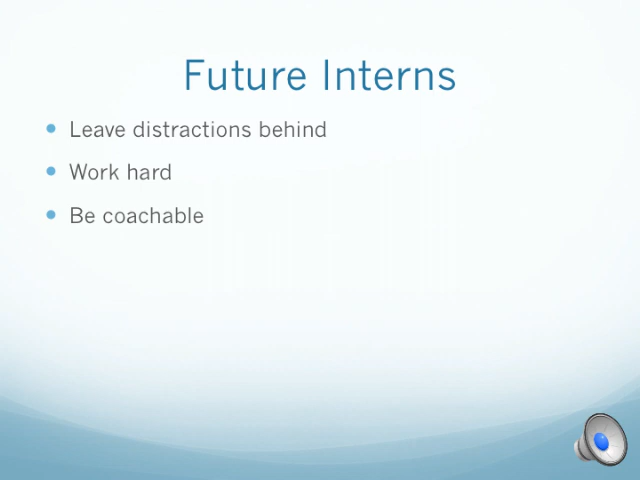 Future Interns
Leave distractions behind
Work hard
Be coachable